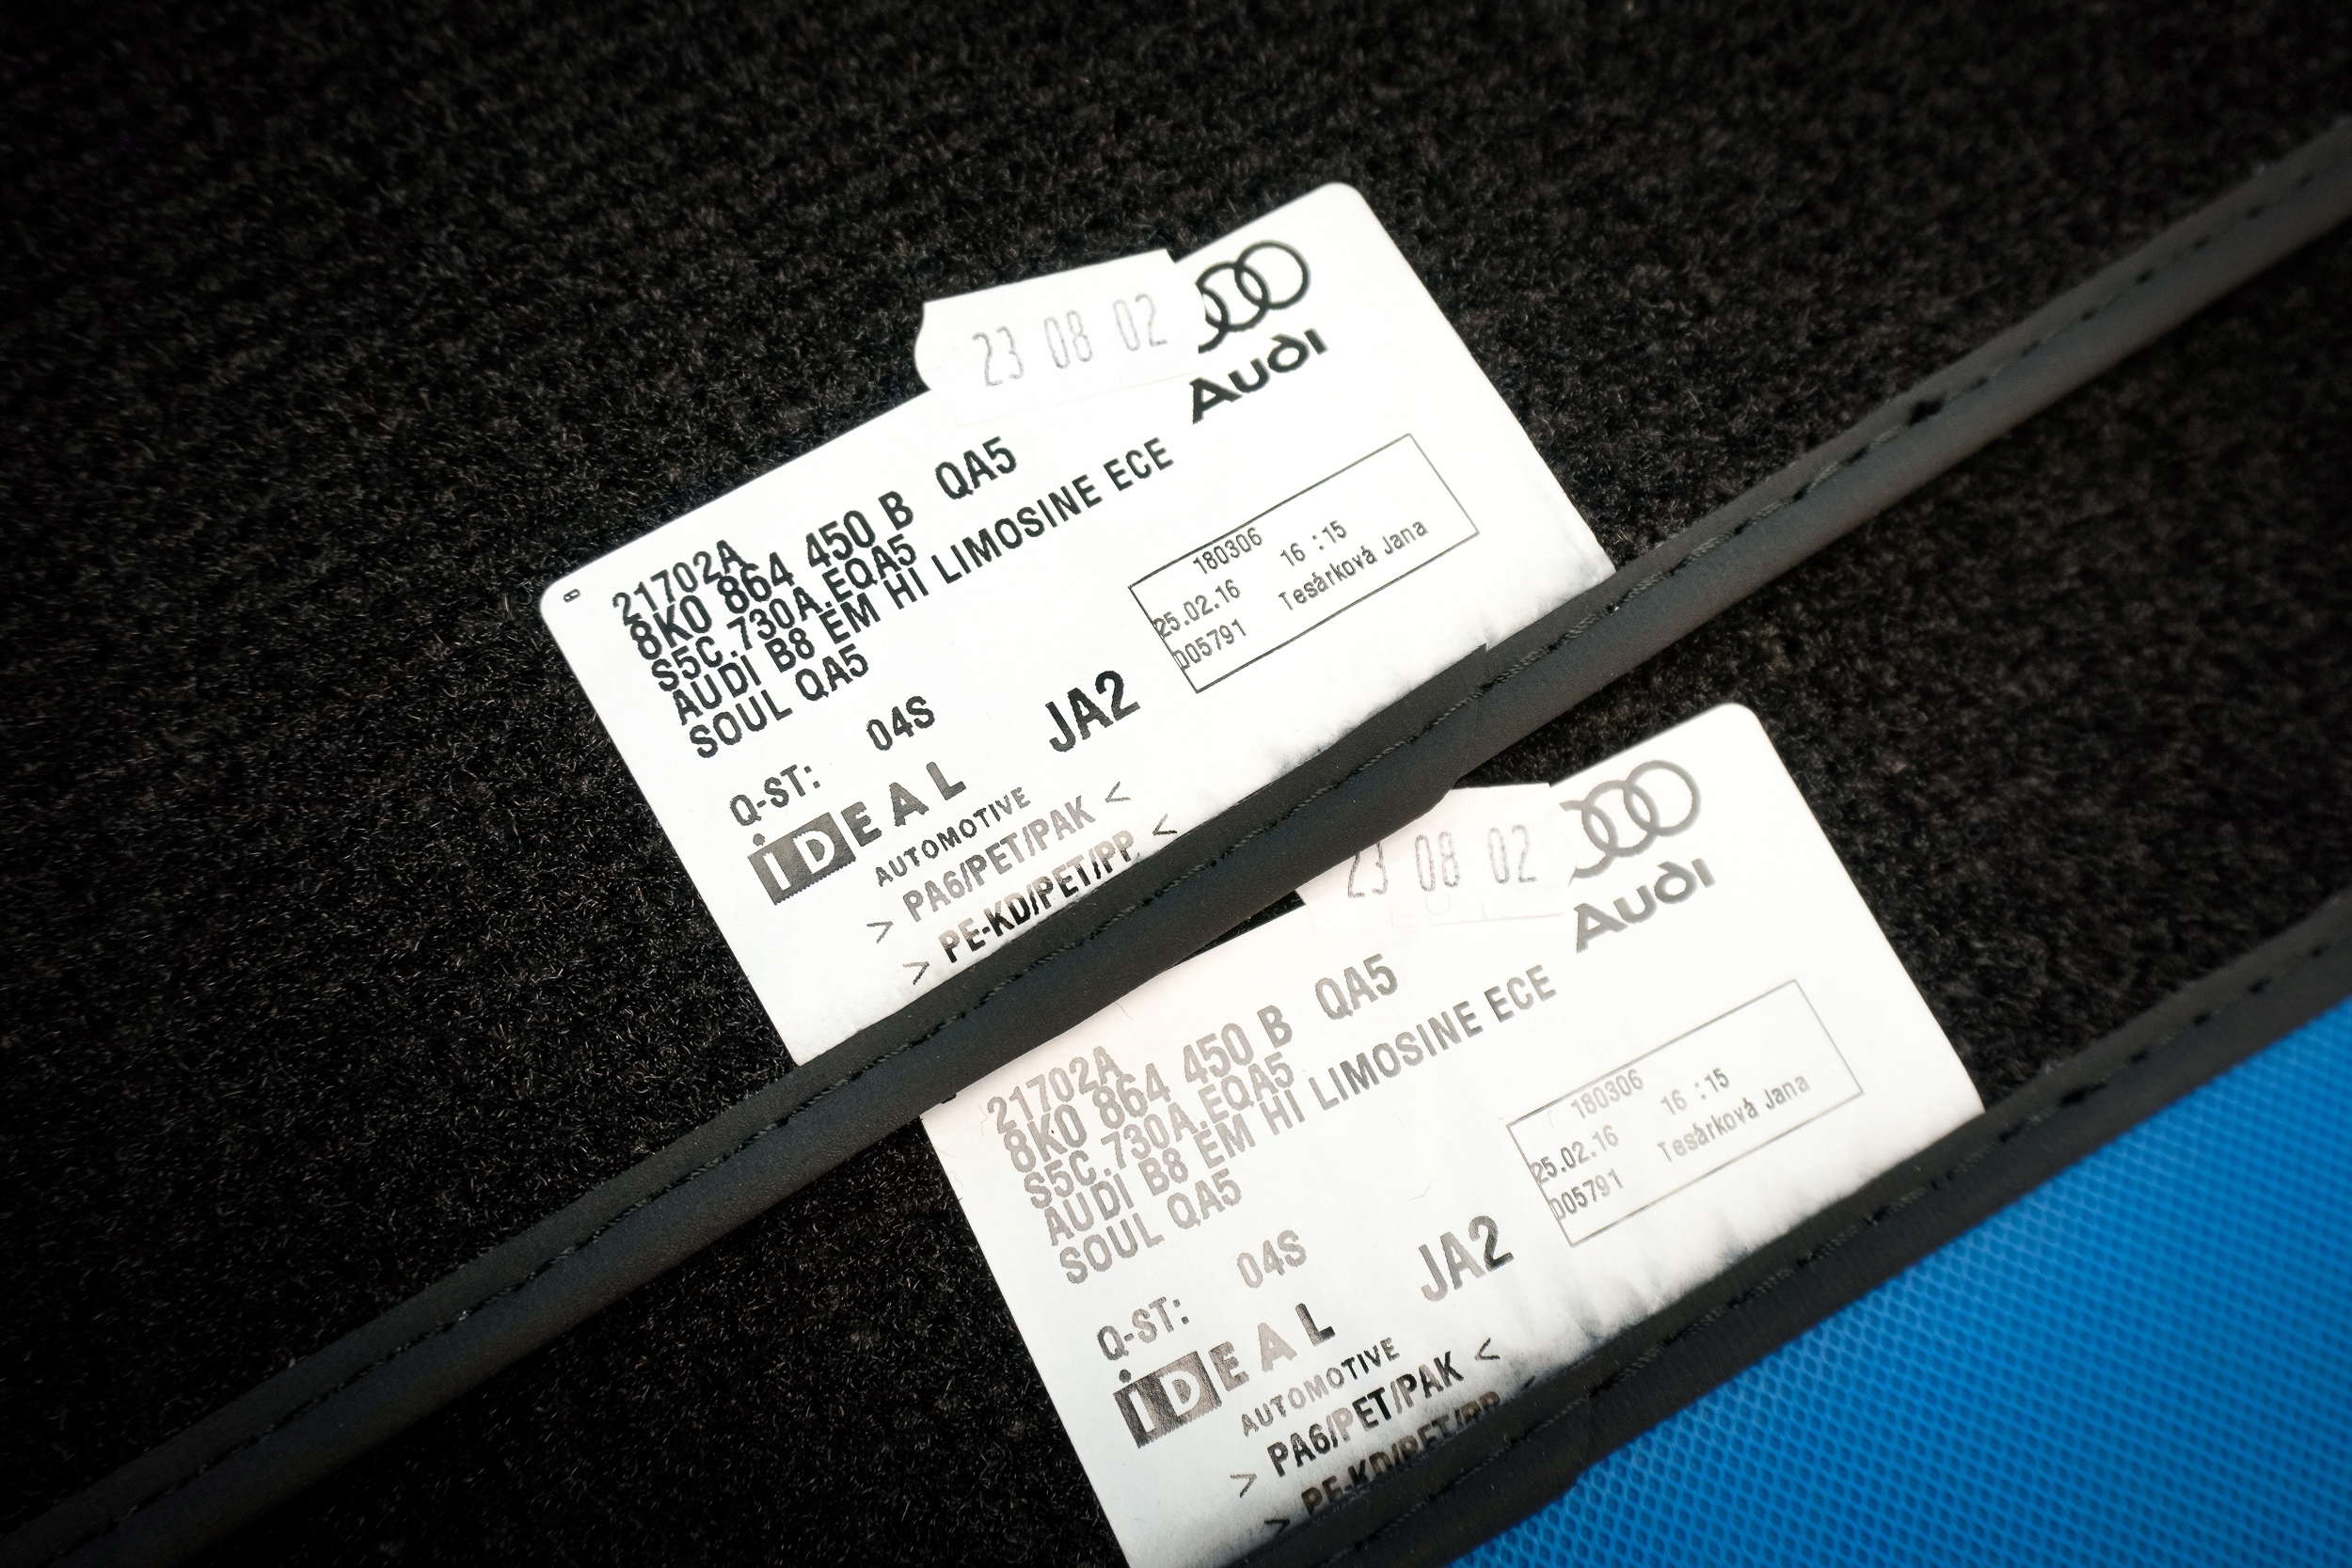 23 08 02
Audi
21702A
8K0 864 450 B QA5
S5C.730A.EQA5
AUDI B8 EM HI LIMOSINE ECE
SOUL QA5
180306
25.02.16 16:15
D05791 Tesárková Jana
Q-ST: 04S JA2
iDEAL
AUTOMOTIVE
> PA6/PET/PAK <
> PE-KD/PET/PP <
23 08 02
Audi
21702A
8K0 864 450 B QA5
S5C.730A.EQA5
AUDI B8 EM HI LIMOSINE ECE
SOUL QA5
180306
25.02.16 16:15
D05791 Tesárková Jana
Q-ST: 04S JA2
iDEAL
AUTOMOTIVE
> PA6/PET/PAK <
> PE-KD/PET/PP